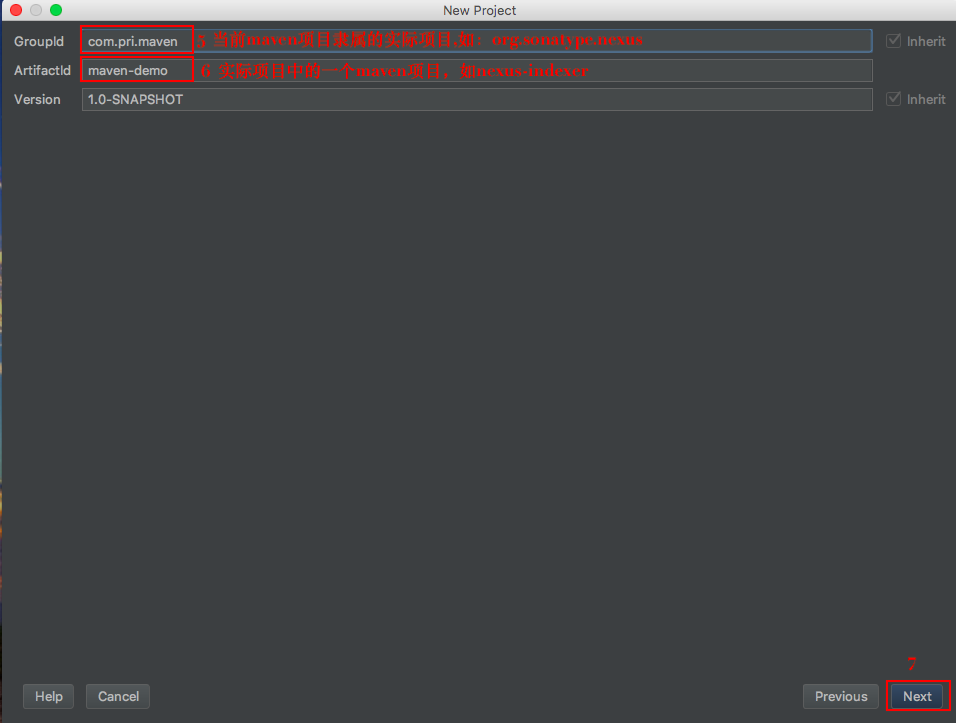 New Project
GroupId com.pri.maven 5 当前maven项目隶属的实际项目,如：org.sonatype.nexus Inherit
ArtifactId maven-demo 6 实际项目中的一个maven项目，如nexus-indexer
Version 1.0-SNAPSHOT Inherit
7
Help Cancel Previous Next